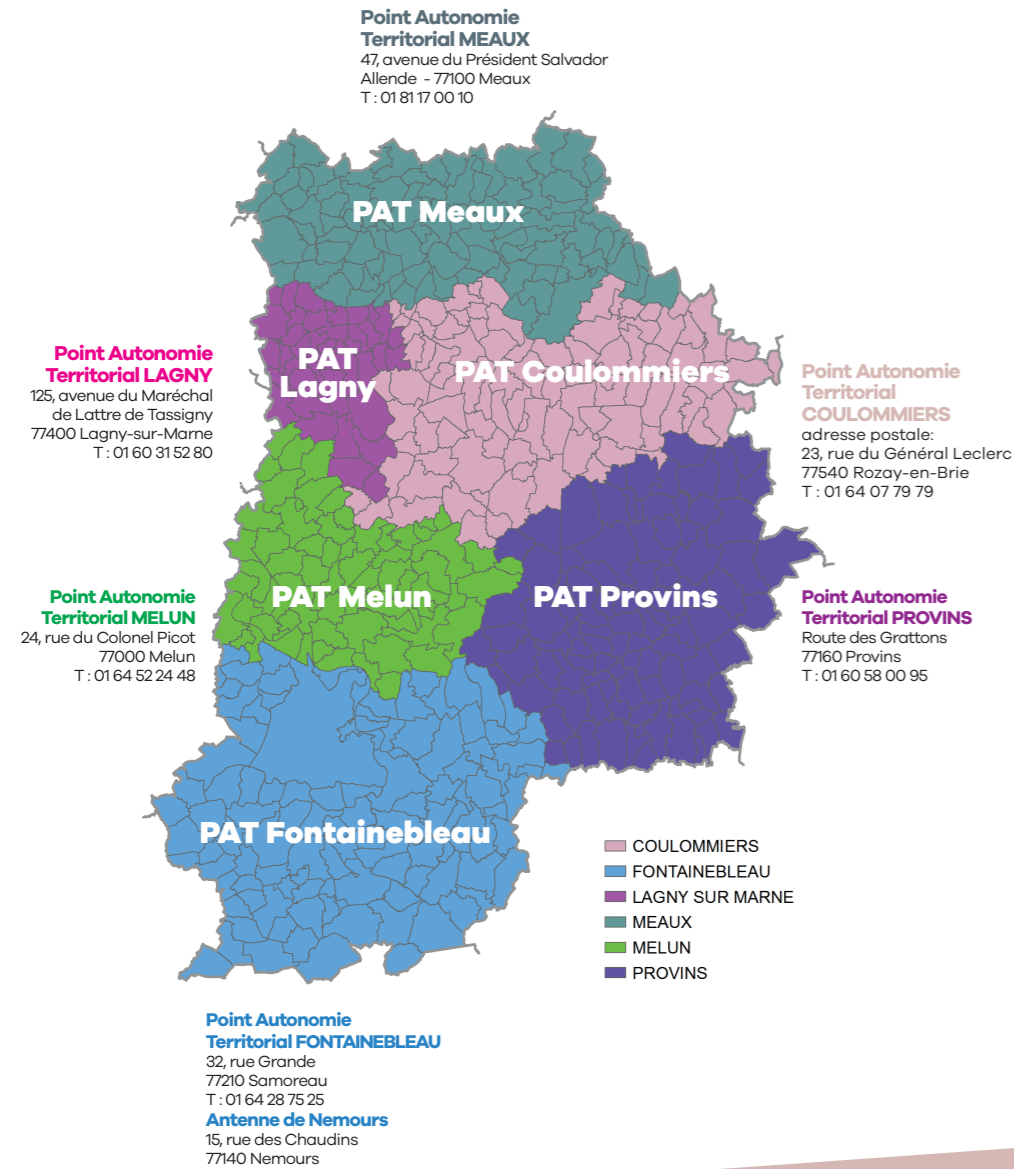 Point Autonomie
Territorial MEAUX
47, avenue du Président Salvador
Allende - 77100 Meaux
T : 01 81 17 00 10
PAT Meaux
PAT
Lagny
PAT Coulommiers
Point Autonomie
Territorial LAGNY
125, avenue du Maréchal
de Lattre de Tassigny
77400 Lagny-sur-Marne
T : 01 60 31 52 80
Point Autonomie
Territorial
COULOMMIERS
adresse postale:
23, rue du Général Leclerc
77540 Rozay-en-Brie
T : 01 64 07 79 79
PAT Melun
PAT Provins
Point Autonomie
Territorial MELUN
24, rue du Colonel Picot
77000 Melun
T : 01 64 52 24 48
Point Autonomie
Territorial PROVINS
Route des Grattons
77160 Provins
T : 01 60 58 00 95
PAT Fontainebleau
COULOMMIERS
FONTAINEBLEAU
LAGNY SUR MARNE
MEAUX
MELUN
PROVINS
Point Autonomie
Territorial FONTAINEBLEAU
32, rue Grande
77210 Samoreau
T : 01 64 28 75 25
Antenne de Nemours
15, rue des Chaudins
77140 Nemours